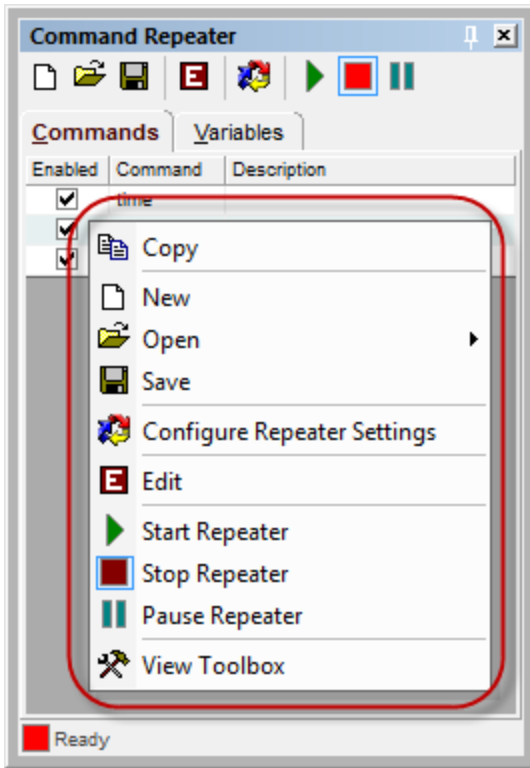 Command Repeater
E
Commands Variables
Enabled Command Description
time
Copy
New
Open
Save
Configure Repeater Settings
E Edit
Start Repeater
Stop Repeater
Pause Repeater
View Toolbox
Ready